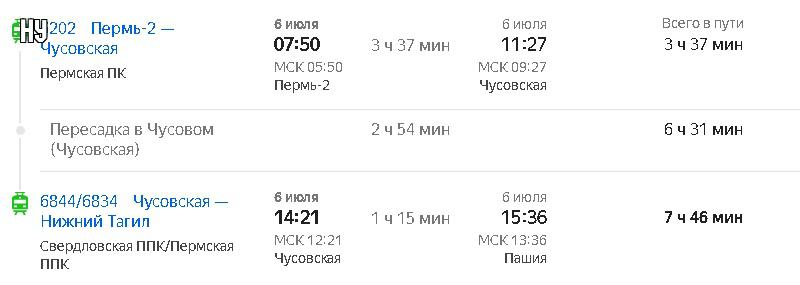 НУ
202 Пермь-2 —
Чусовская
Пермская ПК
6 июля
07:50
МСК 05:50
Пермь-2
3 ч 37 мин
6 июля
11:27
МСК 09:27
Чусовская
Всего в пути
3 ч 37 мин
Пересадка в Чусовом
(Чусовская)
2 ч 54 мин
6 ч 31 мин
6844/6834 Чусовская —
Нижний Тагил
Свердловская ППК/Пермская
ППК
6 июля
14:21
МСК 12:21
Чусовская
1 ч 15 мин
6 июля
15:36
МСК 13:36
Пашия
7 ч 46 мин